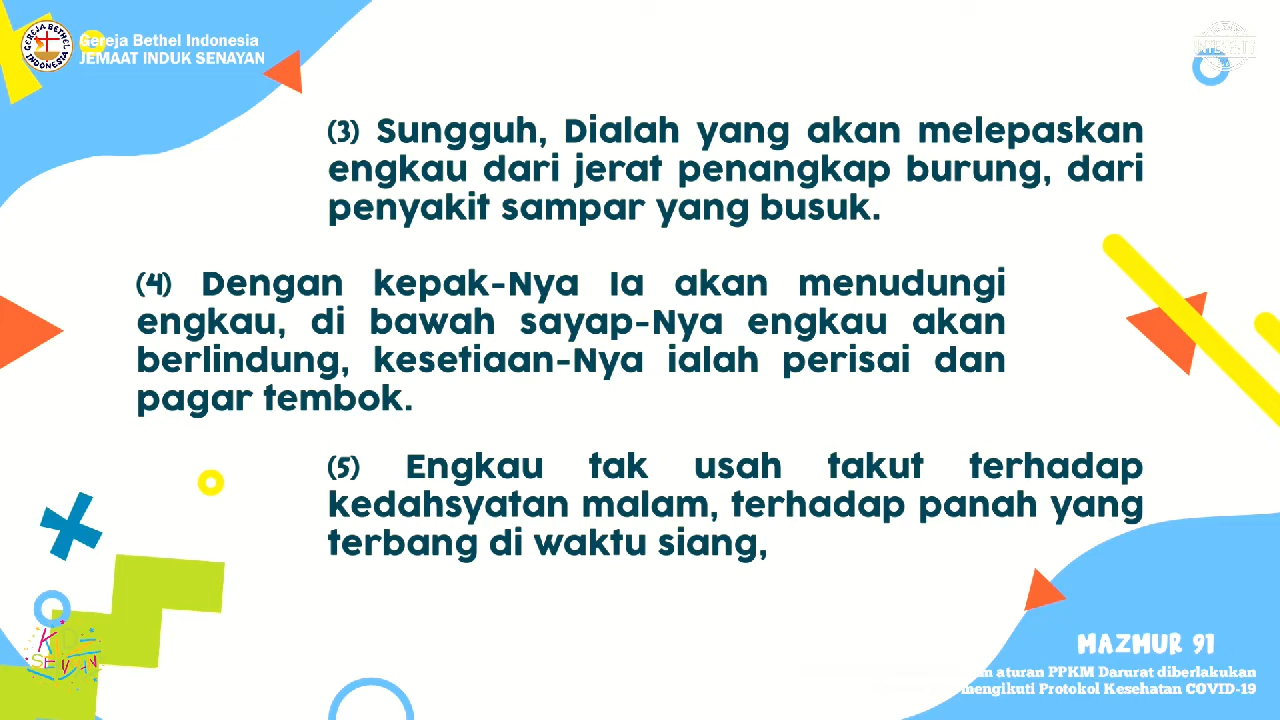 GEREJA BETHEL INDONESIA
Gereja Bethel Indonesia
JEMAAT INDUK SENAYAN
(3) Sungguh, Dialah yang akan melepaskan
engkau dari jerat penangkap burung, dari
penyakit sampar yang busuk.
(4) Dengan kepak-Nya Ia akan menudungi
engkau, di bawah sayap-Nya engkau akan
berlindung, kesetiaan-Nya ialah perisai dan
pagar tembok.
(5) Engkau tak usah takut terhadap
kedahsyatan malam, terhadap panah yang
terbang di waktu siang,
MAZMUR 91
aturan PPKM Darurat diberlakukan
mengikuti Protokol Kesehatan COVID-19